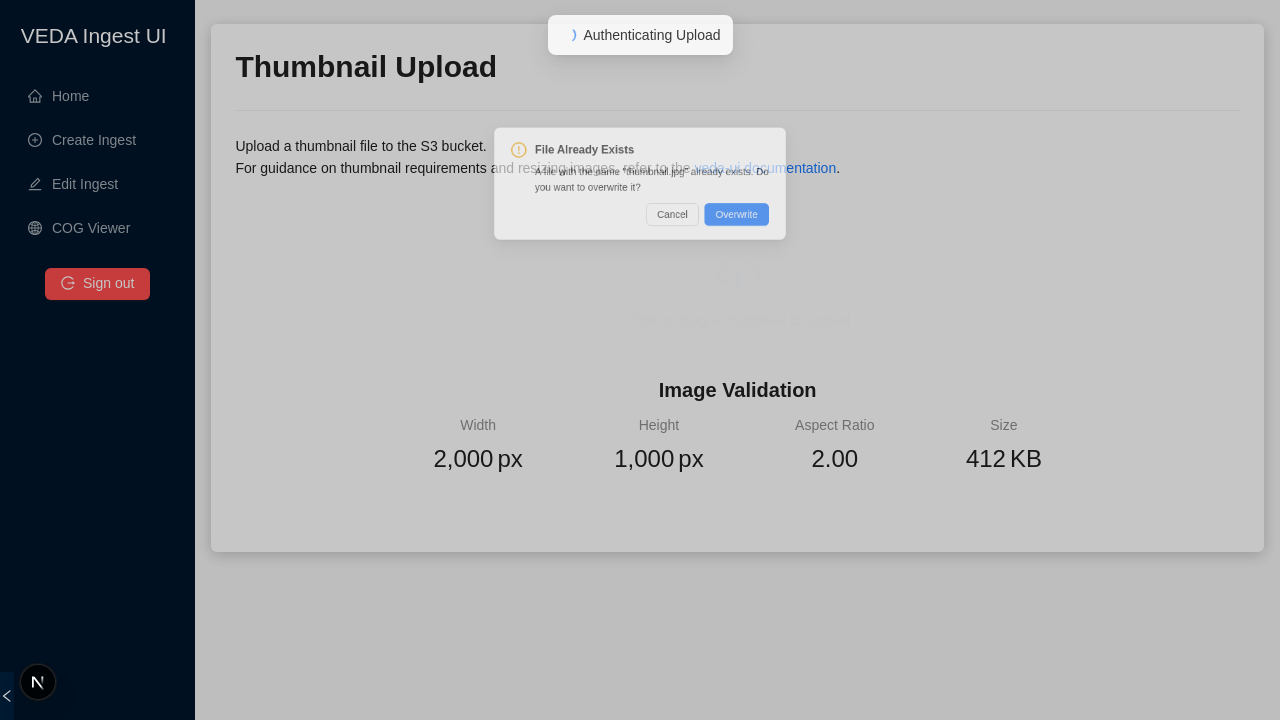 VEDA Ingest UI
Home
Create Ingest
Edit Ingest
COG Viewer
Sign out
Authenticating Upload
Thumbnail Upload
Upload a thumbnail file to the S3 bucket.
For guidance on thumbnail requirements and resizing images, refer to the veda-ui documentation.
File Already Exists
A file with the name "thumbnail.jpg" already exists. Do
you want to overwrite it?
Cancel
Overwrite
Image Validation
Width
Height
Aspect Ratio
Size
2,000 px
1,000 px
2.00
412 KB